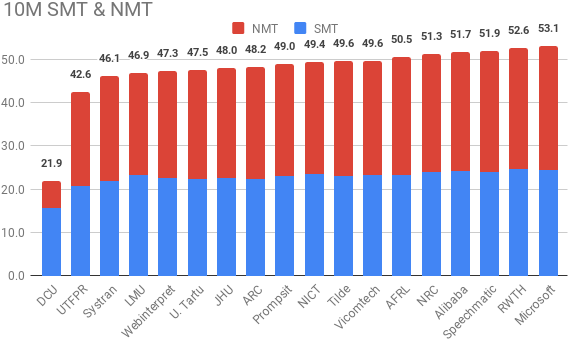 10M SMT & NMT
NMT SMT
21.9 42.6 46.1 46.9 47.3 47.5 48.0 48.2 49.0 49.4 49.6 49.6 50.5 51.3 51.7 51.9 52.6 53.1
50.0
40.0
30.0
20.0
10.0
0.0
DCU UTFPR Systran LMU Webinterpret U. Tartu JHU ARC Prompsit NICT Tilde Vicomtech AFRL NRC Alibaba Speechmatic RWTH Microsoft